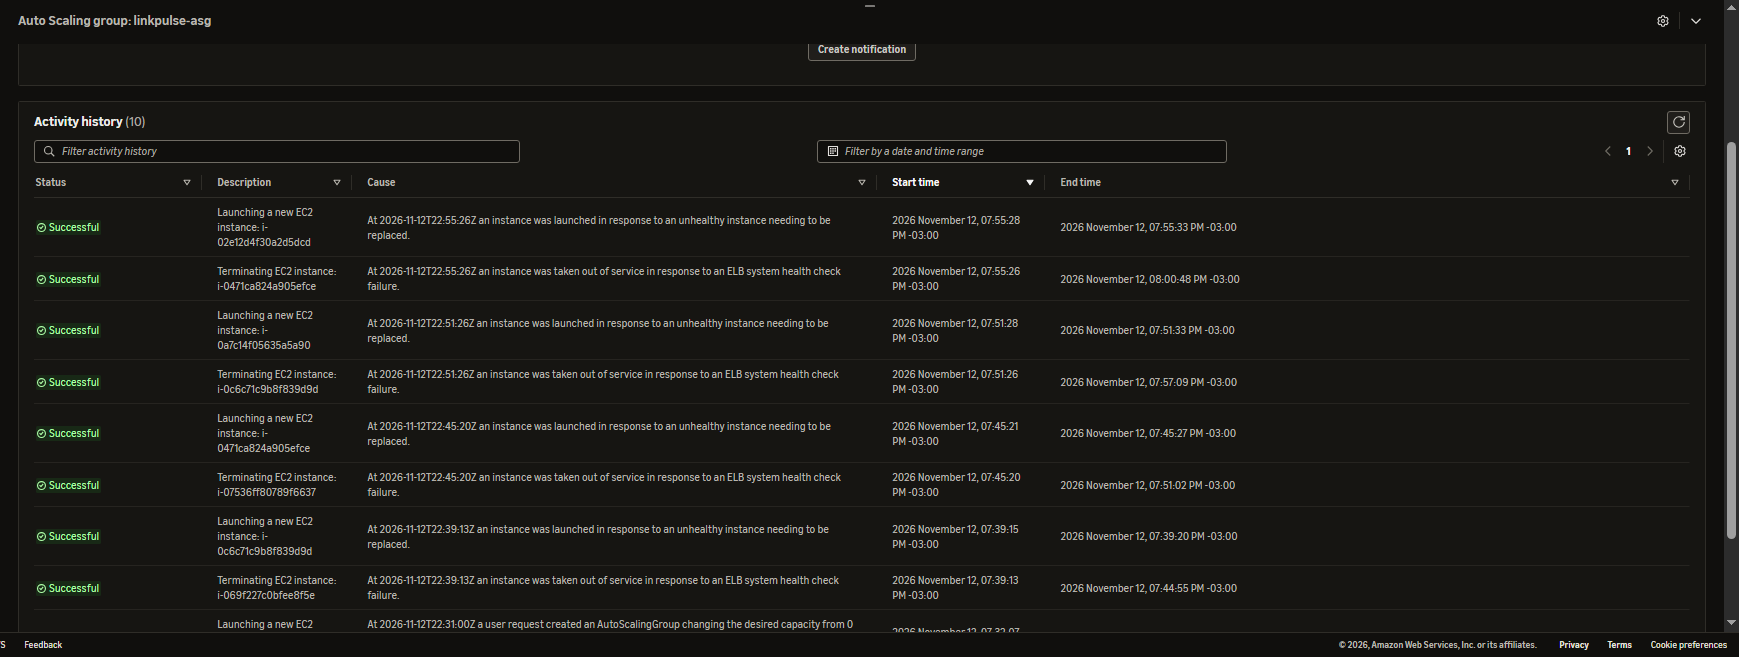 Auto Scaling group: linkpulse-asg
Create notification
Activity history (10)
Filter activity history
Filter by a date and time range
1
Status Description Cause Start time End time
Launching a new EC2
instance: i-
02e12d4f30a2d5dcd
Successful
At 2026-11-12T22:55:26Z an instance was launched in response to an unhealthy instance needing to be
replaced.
2026 November 12, 07:55:28
PM -03:00
2026 November 12, 07:55:33 PM -03:00
Successful
Terminating EC2 instance:
i-0471ca824a905efce
At 2026-11-12T22:55:26Z an instance was taken out of service in response to an ELB system health check
failure.
2026 November 12, 07:55:26
PM -03:00
2026 November 12, 08:00:48 PM -03:00
Successful
Launching a new EC2
instance: i-
0a7c14f05635a5a90
At 2026-11-12T22:51:26Z an instance was launched in response to an unhealthy instance needing to be
replaced.
2026 November 12, 07:51:28
PM -03:00
2026 November 12, 07:51:33 PM -03:00
Successful
Terminating EC2 instance:
i-0c6c71c9b8f839d9d
At 2026-11-12T22:51:26Z an instance was taken out of service in response to an ELB system health check
failure.
2026 November 12, 07:51:26
PM -03:00
2026 November 12, 07:57:09 PM -03:00
Successful
Launching a new EC2
instance: i-
0471ca824a905efce
At 2026-11-12T22:45:20Z an instance was launched in response to an unhealthy instance needing to be
replaced.
2026 November 12, 07:45:21
PM -03:00
2026 November 12, 07:45:27 PM -03:00
Successful
Terminating EC2 instance:
i-07536ff80789f6637
At 2026-11-12T22:45:20Z an instance was taken out of service in response to an ELB system health check
failure.
2026 November 12, 07:45:20
PM -03:00
2026 November 12, 07:51:02 PM -03:00
Successful
Launching a new EC2
instance: i-
0c6c71c9b8f839d9d
At 2026-11-12T22:39:13Z an instance was launched in response to an unhealthy instance needing to be
replaced.
2026 November 12, 07:39:15
PM -03:00
2026 November 12, 07:39:20 PM -03:00
Successful
Terminating EC2 instance:
i-069f227c0bfee8f5e
At 2026-11-12T22:39:13Z an instance was taken out of service in response to an ELB system health check
failure.
2026 November 12, 07:39:13
PM -03:00
2026 November 12, 07:44:55 PM -03:00
Launching a new EC2
At 2026-11-12T22:31:00Z a user request created an AutoScalingGroup changing the desired capacity from 0
2026 November 12,
S Feedback
© 2026, Amazon Web Services, Inc. or its affiliates. Privacy Terms Cookie preferences